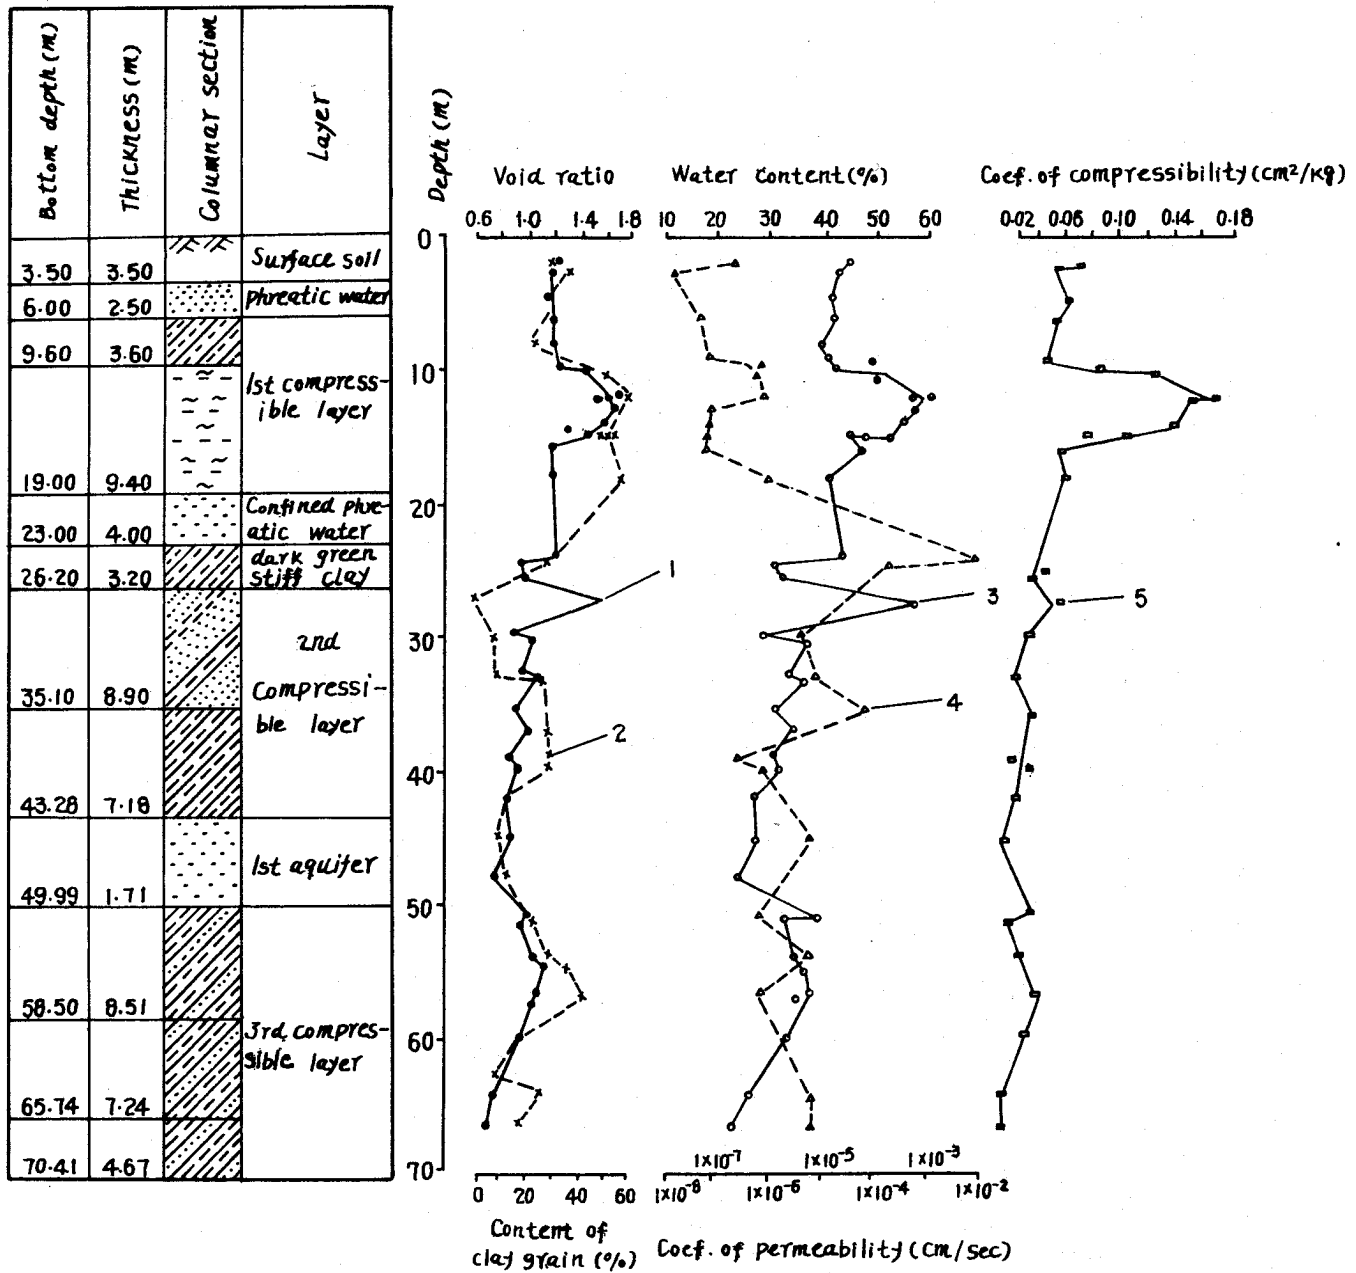 Bottom depth (m)
Thickness (m)
Columnar section
Layer
Depth (m)
Void ratio
Water content (%)
Coef. of compressibility (cm²/kg)
0.6 1.0 1.4 1.8
10 20 30 40 50 60
0.02 0.06 0.10 0.14 0.18
0
3.50 3.50 Surface soil
6.00 2.50 phreatic water
9.60 3.60
10
1st compress-
ible layer
19.00 9.40
20
Confined phre-
23.00 4.00 atic water
dark green
26.20 3.20 stiff clay
1
3
5
30
2nd
35.10 8.90 Compressi-
ble layer
4
2
40
43.28 7.18
1st aquifer
49.99 1.71
50
58.50 8.51
3rd compres-
sible layer
60
65.74 7.24
70.41 4.67
70
1×10⁻⁷ 1×10⁻⁵ 1×10⁻³
0 20 40 60
1×10⁻⁸ 1×10⁻⁶ 1×10⁻⁴ 1×10⁻²
Content of
clay grain (%)
Coef. of permeability (cm/sec)